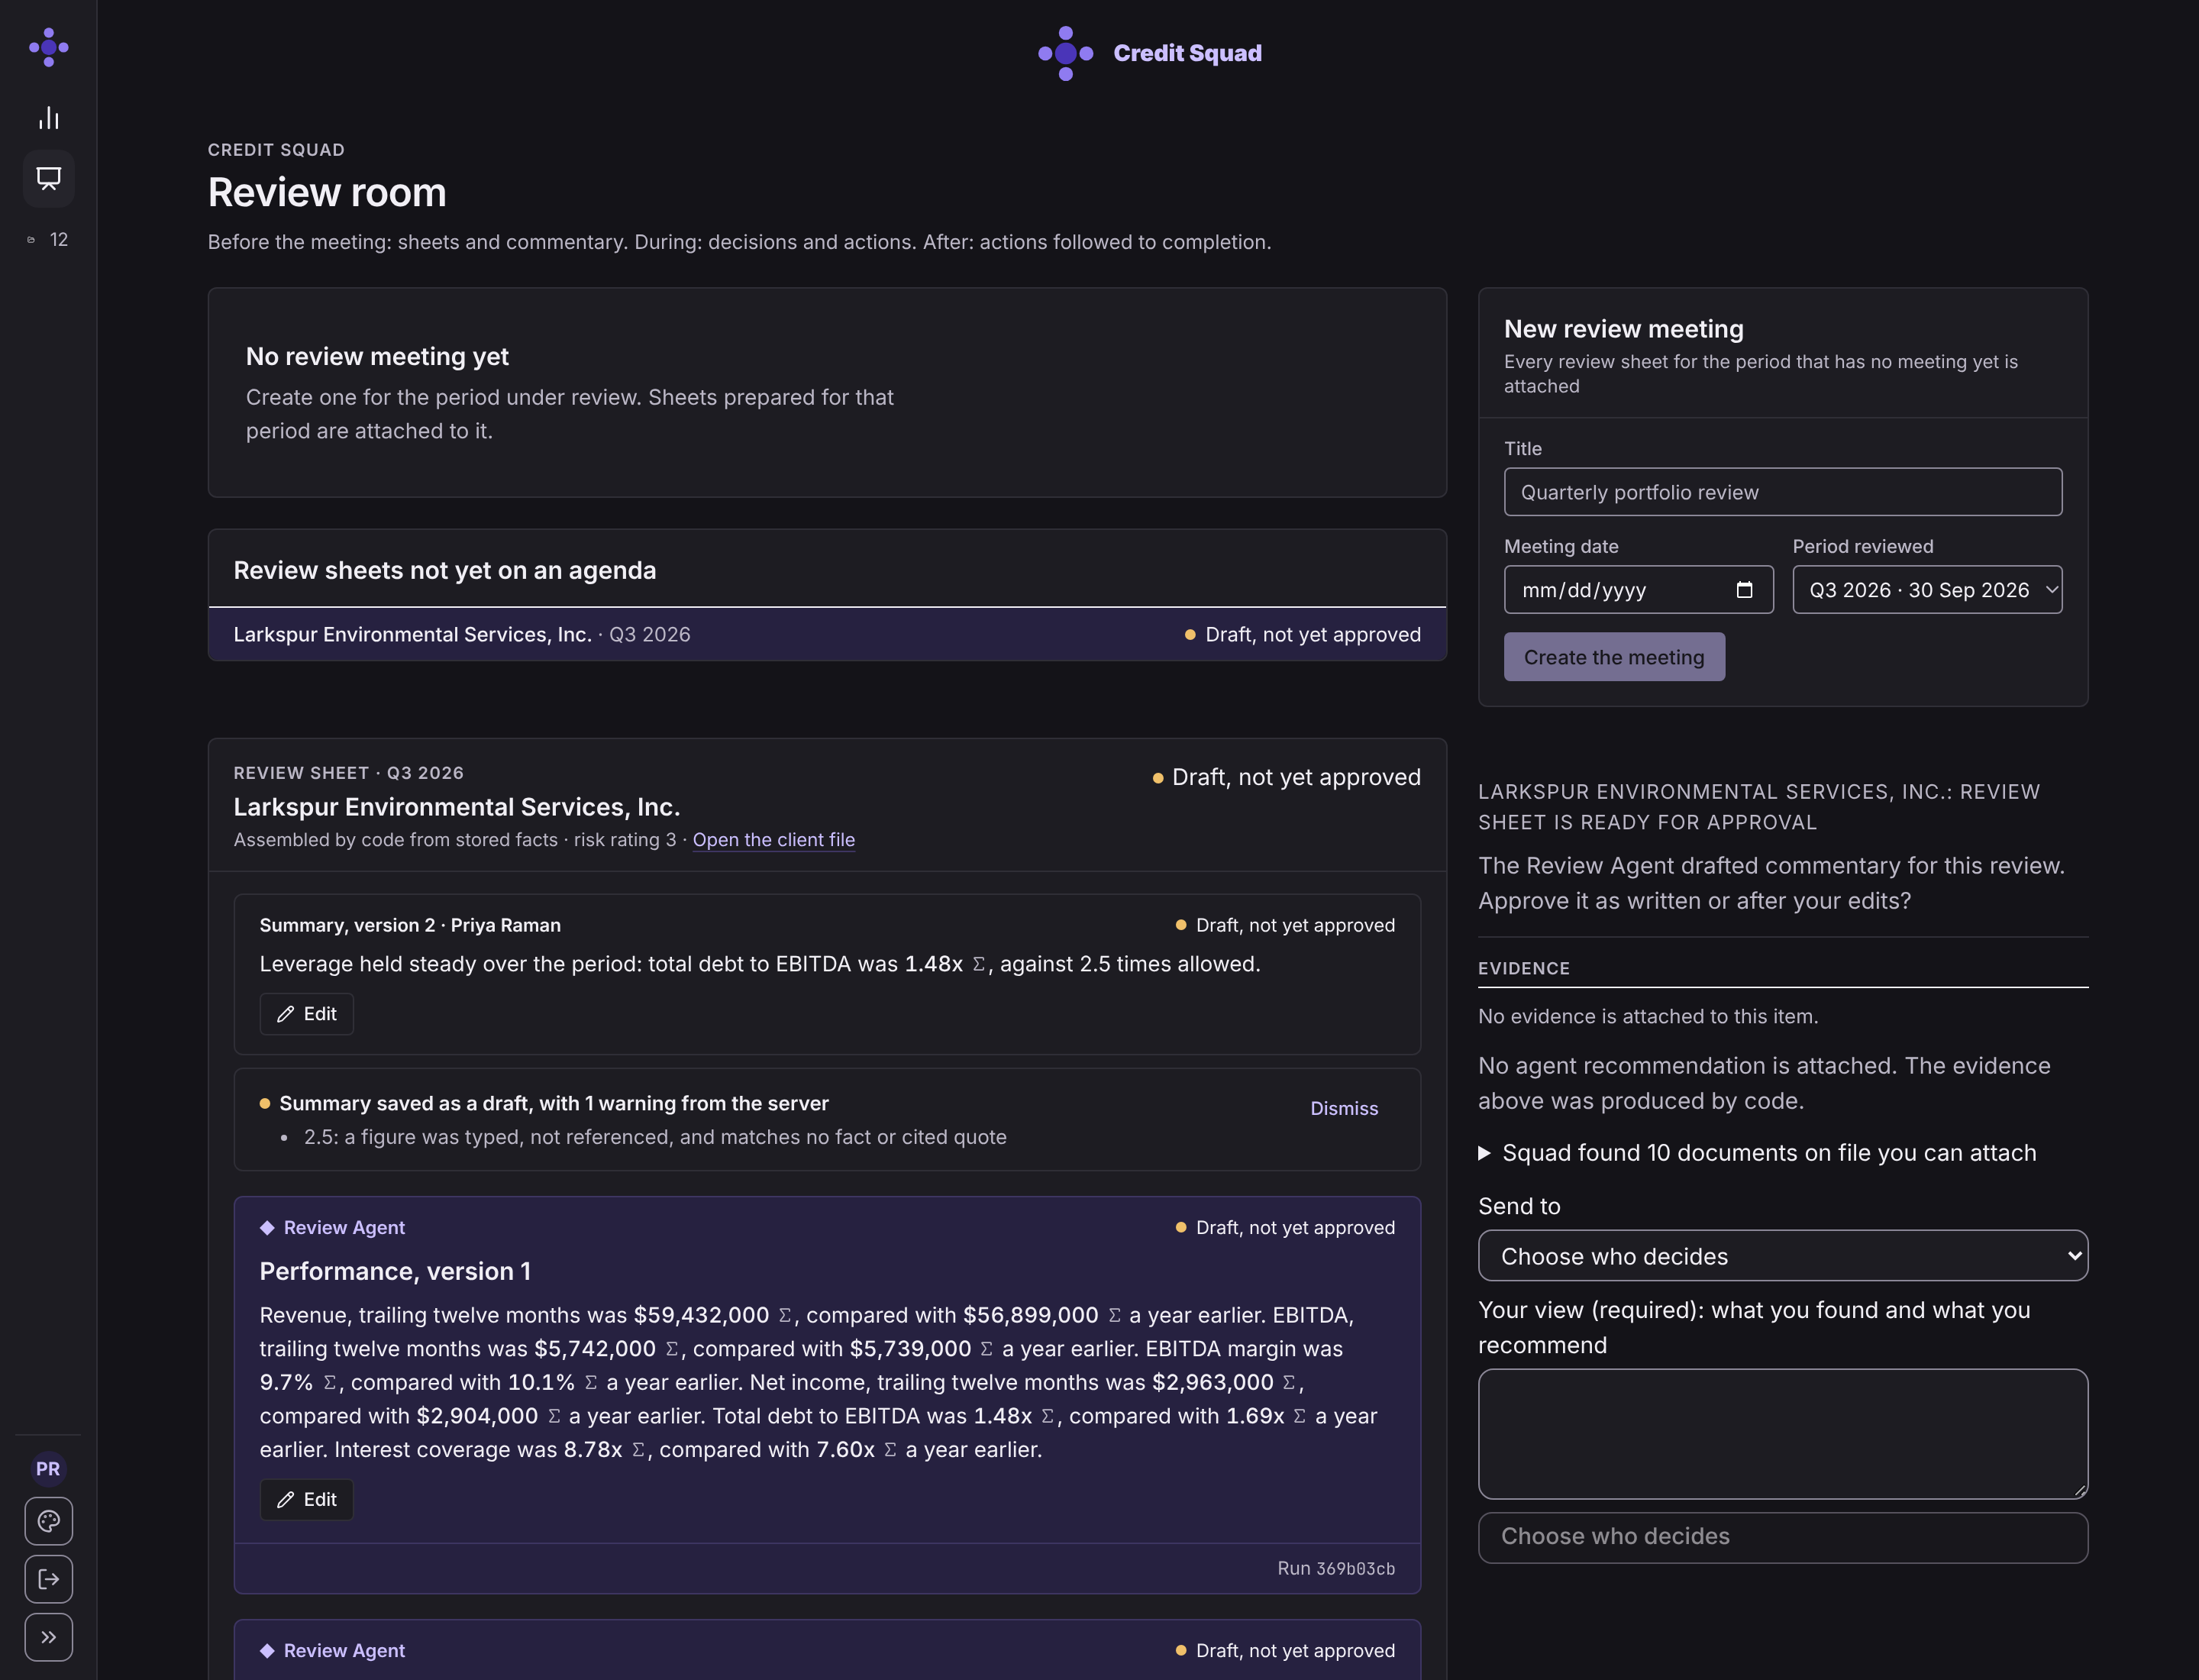 Credit Squad
12
CREDIT SQUAD
Review room
Before the meeting: sheets and commentary. During: decisions and actions. After: actions followed to completion.
No review meeting yet
Create one for the period under review. Sheets prepared for that
period are attached to it.
New review meeting
Every review sheet for the period that has no meeting yet is
attached
Title
Quarterly portfolio review
Meeting date
Period reviewed
mm/dd/yyyy
Q3 2026 · 30 Sep 2026
Create the meeting
Review sheets not yet on an agenda
Larkspur Environmental Services, Inc. · Q3 2026
Draft, not yet approved
REVIEW SHEET · Q3 2026
Draft, not yet approved
Larkspur Environmental Services, Inc.
Assembled by code from stored facts · risk rating 3 · Open the client file
Summary, version 2 · Priya Raman
Draft, not yet approved
Leverage held steady over the period: total debt to EBITDA was 1.48x Σ, against 2.5 times allowed.
Edit
Summary saved as a draft, with 1 warning from the server
Dismiss
• 2.5: a figure was typed, not referenced, and matches no fact or cited quote
Review Agent
Draft, not yet approved
Performance, version 1
Revenue, trailing twelve months was $59,432,000 Σ, compared with $56,899,000 Σ a year earlier. EBITDA,
trailing twelve months was $5,742,000 Σ, compared with $5,739,000 Σ a year earlier. EBITDA margin was
9.7% Σ, compared with 10.1% Σ a year earlier. Net income, trailing twelve months was $2,963,000 Σ,
compared with $2,904,000 Σ a year earlier. Total debt to EBITDA was 1.48x Σ, compared with 1.69x Σ a year
earlier. Interest coverage was 8.78x Σ, compared with 7.60x Σ a year earlier.
Edit
Run 369b03cb
Review Agent
Draft, not yet approved
LARKSPUR ENVIRONMENTAL SERVICES, INC.: REVIEW
SHEET IS READY FOR APPROVAL
The Review Agent drafted commentary for this review.
Approve it as written or after your edits?
EVIDENCE
No evidence is attached to this item.
No agent recommendation is attached. The evidence
above was produced by code.
Squad found 10 documents on file you can attach
Send to
Choose who decides
Your view (required): what you found and what you
recommend
Choose who decides
PR